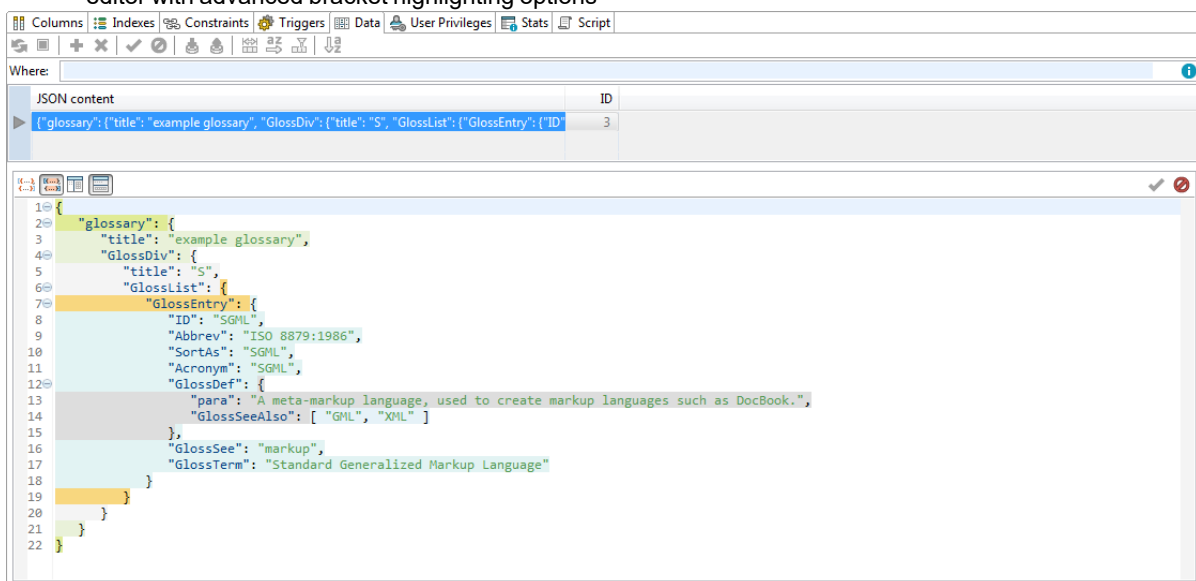 editor with advanced bracket highlighting options
Columns Indexes Constraints Triggers Data User Privileges Stats Script
Where:
JSON content ID
{"glossary": {"title": "example glossary", "GlossDiv": {"title": "S", "GlossList": {"GlossEntry": {"ID" 3
1 {
2 "glossary": {
3 "title": "example glossary",
4 "GlossDiv": {
5 "title": "S",
6 "GlossList": {
7 "GlossEntry": {
8 "ID": "SGML",
9 "Abbrev": "ISO 8879:1986",
10 "SortAs": "SGML",
11 "Acronym": "SGML",
12 "GlossDef": {
13 "para": "A meta-markup language, used to create markup languages such as DocBook.",
14 "GlossSeeAlso": [ "GML", "XML" ]
15 },
16 "GlossSee": "markup",
17 "GlossTerm": "Standard Generalized Markup Language"
18 }
19 }
20 }
21 }
22 }